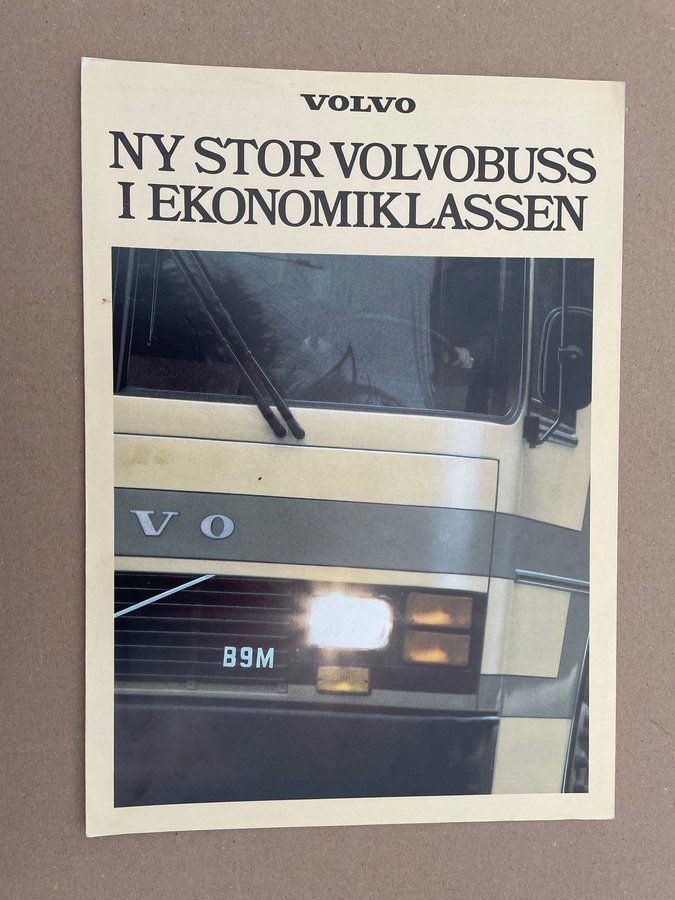 VOLVO
NY STOR VOLVOBUSS
I EKONOMIKLASSEN
VO
B9M